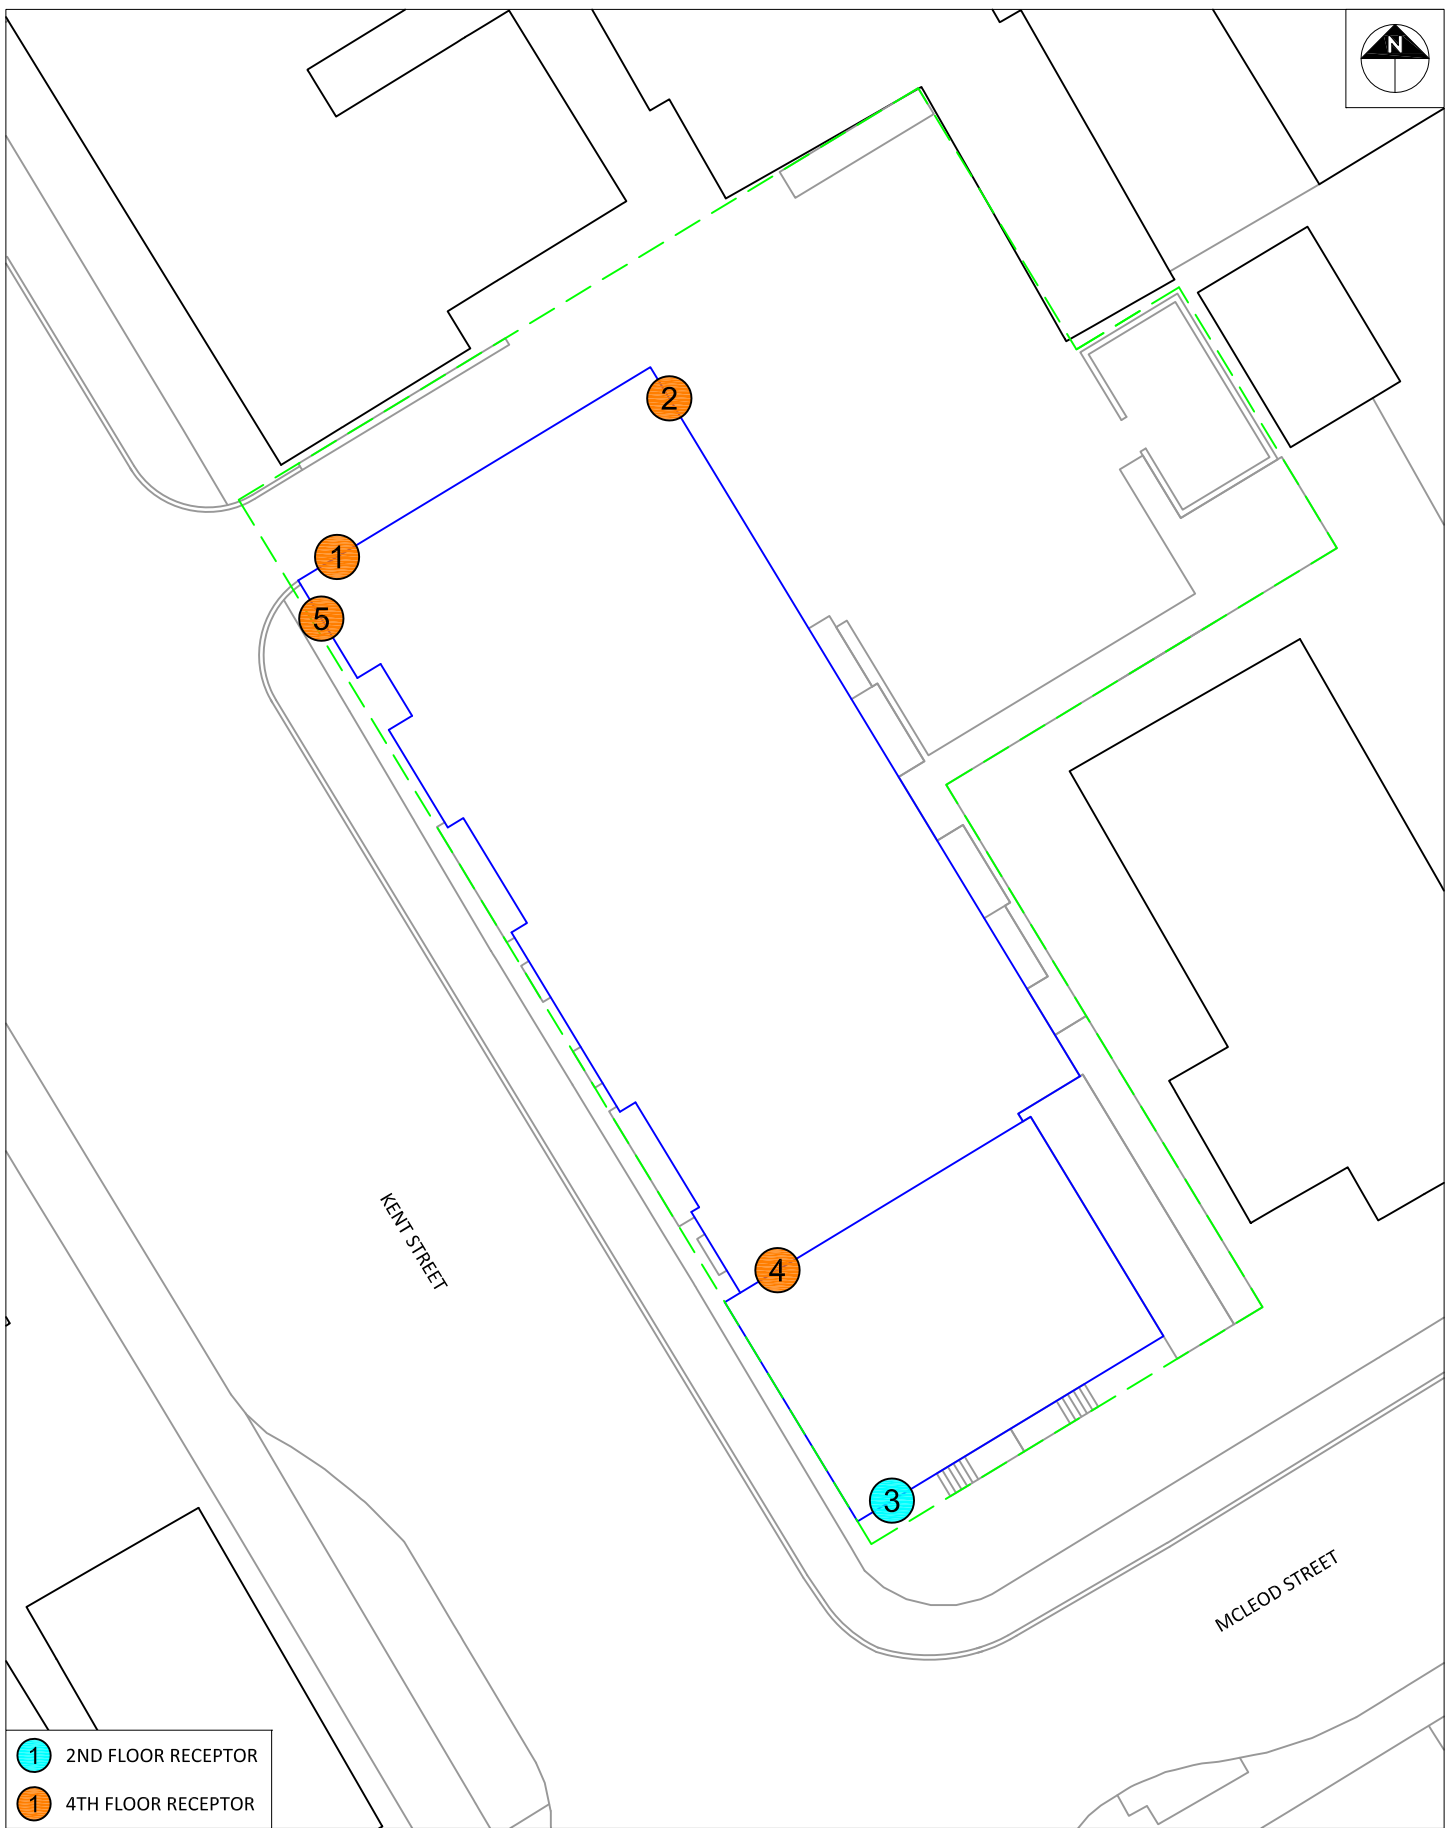 N
2
1
5
KENT STREET
4
3
MCLEOD STREET
1 2ND FLOOR RECEPTOR
1 4TH FLOOR RECEPTOR